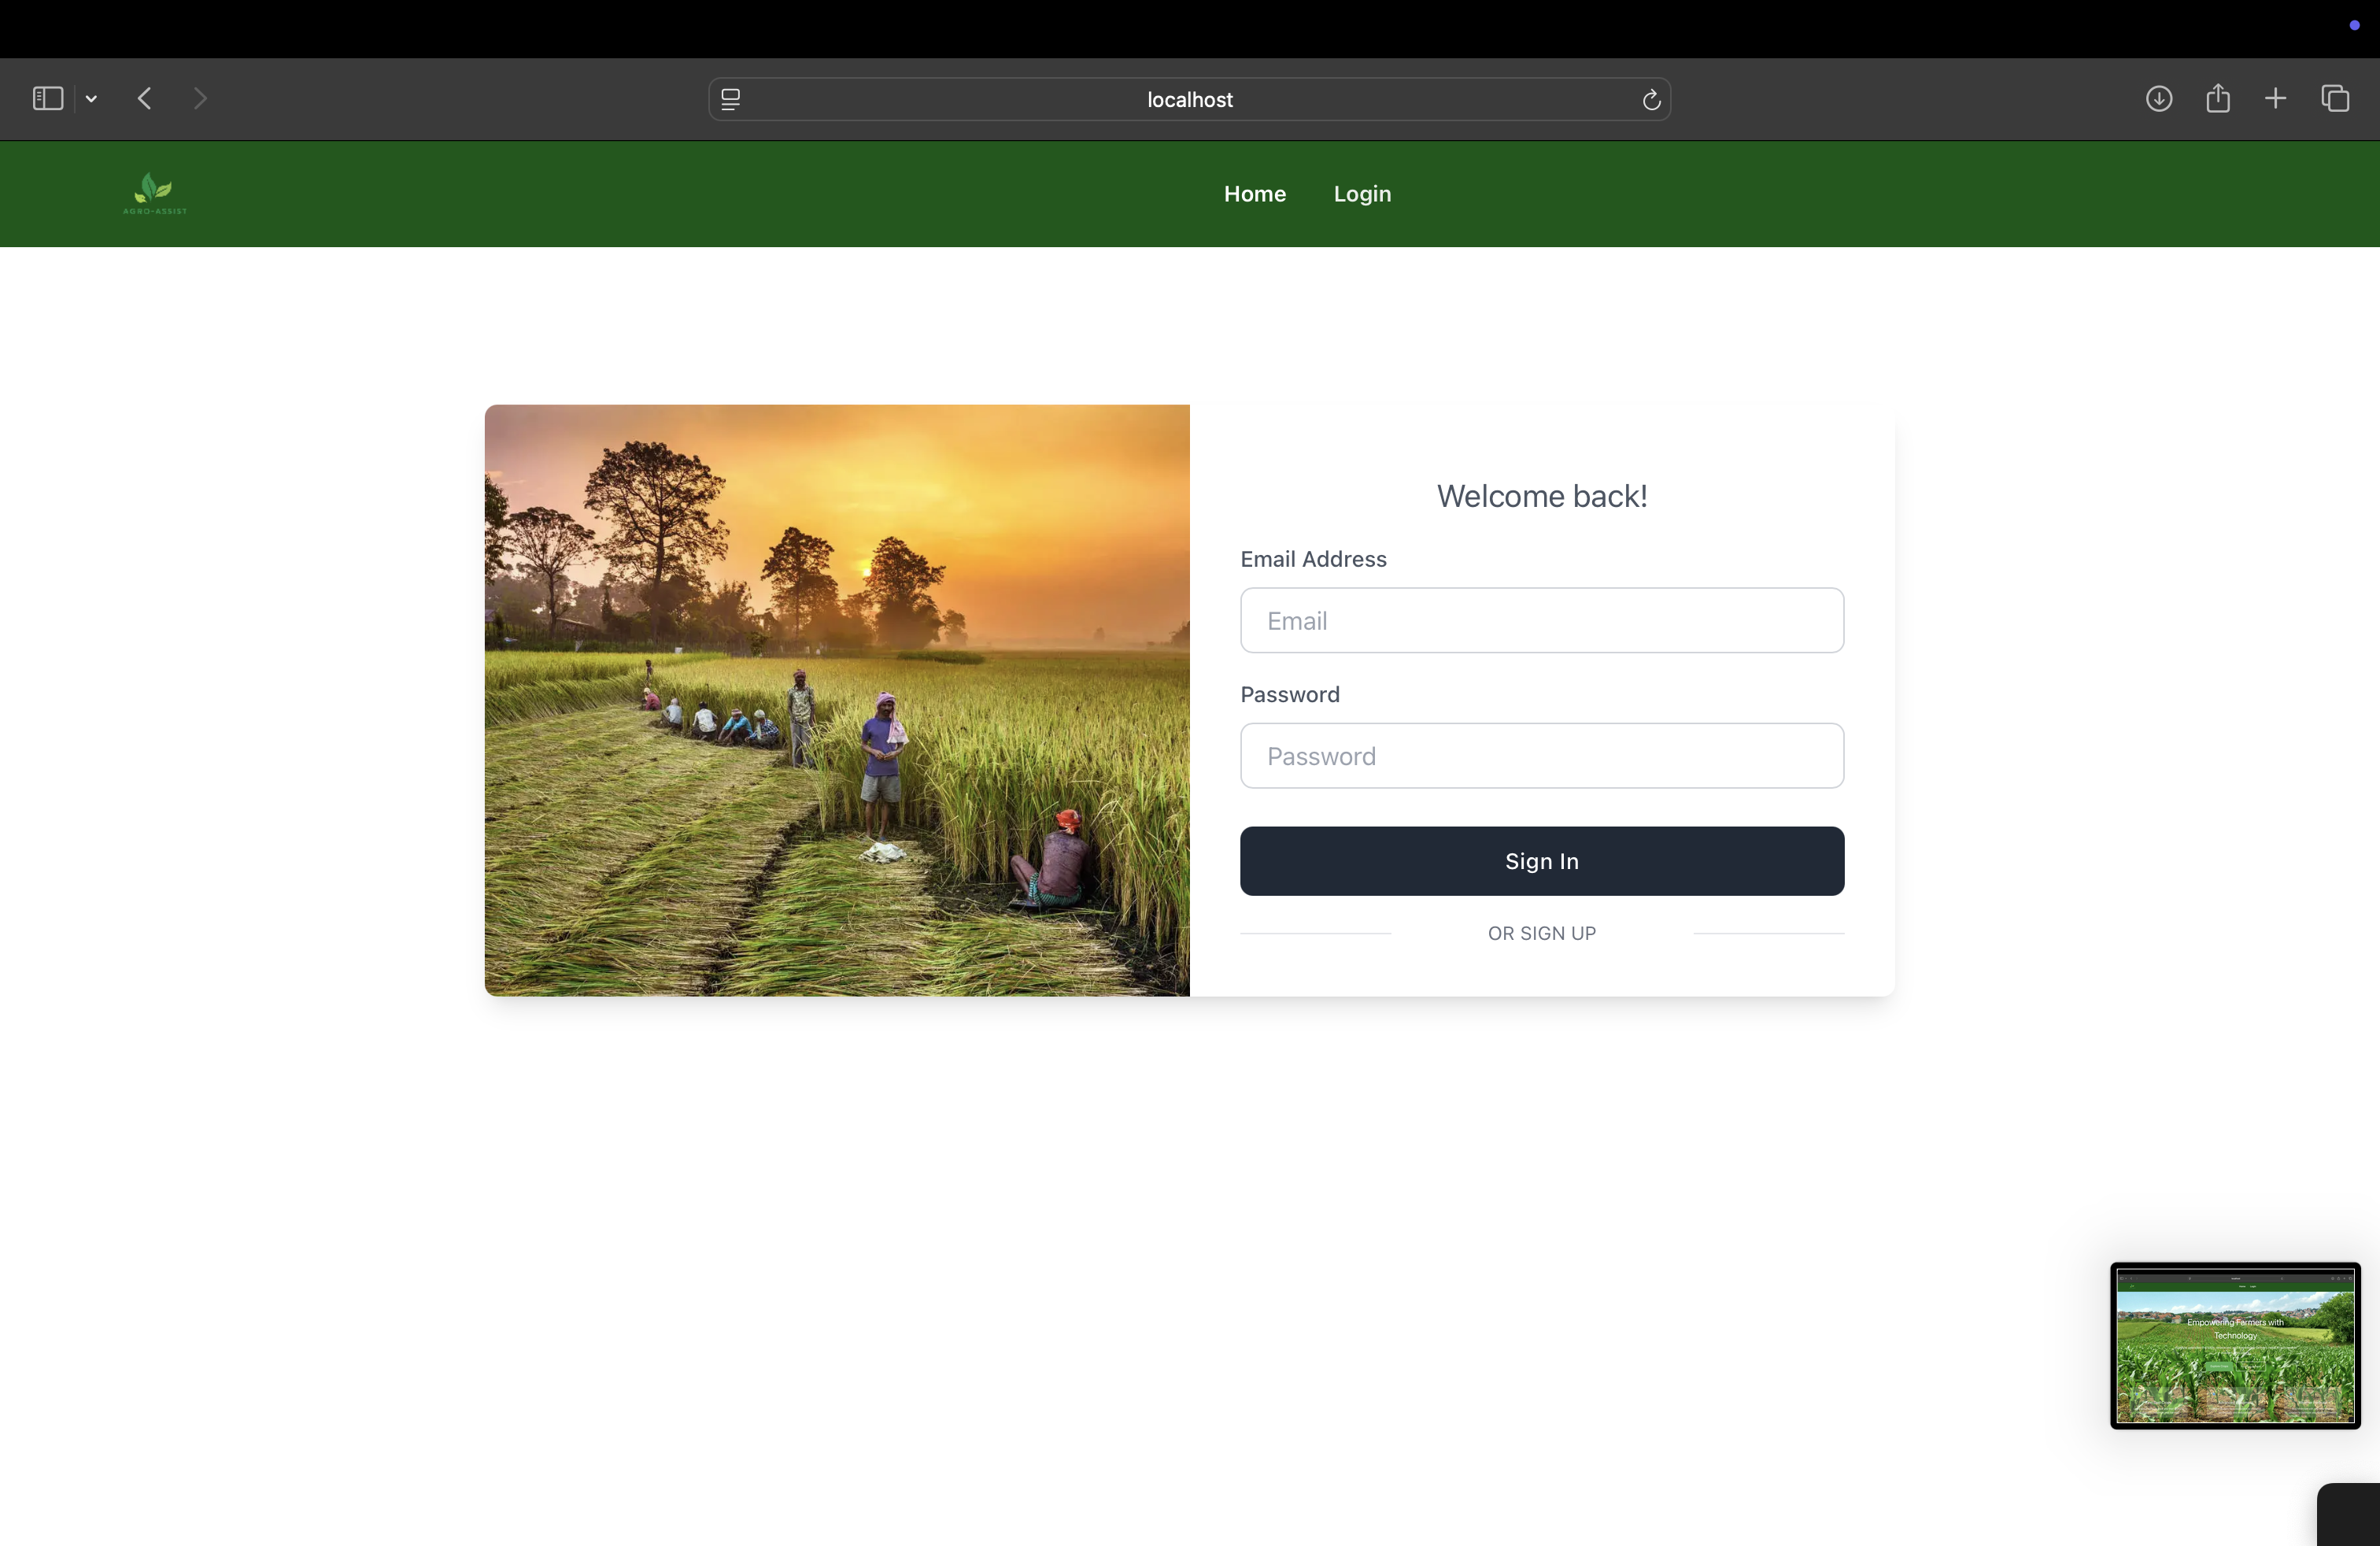 localhost
AGRO-ASSIST
Home Login
Welcome back!
Email Address
Email
Password
Password
Sign In
OR SIGN UP
Empowering Farmers with
Technology